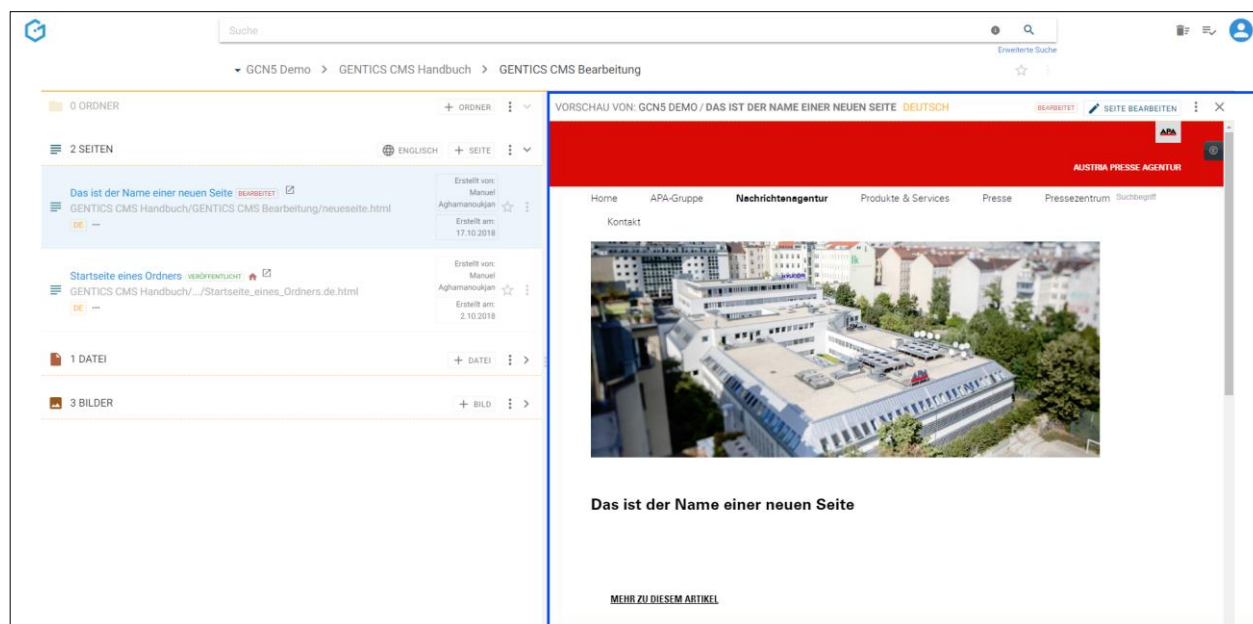 Suche
Erweiterte Suche
GCN5 Demo > GENTICS CMS Handbuch > GENTICS CMS Bearbeitung
0 ORDNER
+ ORDNER
2 SEITEN
ENGLISCH
+ SEITE
Das ist der Name einer neuen Seite BEARBEITET
GENTICS CMS Handbuch/GENTICS CMS Bearbeitung/neueseite.html
DE —
Erstellt von:
Manuel
Aghamanoukjan
Erstellt am:
17.10.2018
Startseite eines Ordners VERÖFFENTLICHT
GENTICS CMS Handbuch/.../Startseite_eines_Ordners.de.html
DE —
Erstellt von:
Manuel
Aghamanoukjan
Erstellt am:
2.10.2018
1 DATEI
+ DATEI
3 BILDER
+ BILD
VORSCHAU VON: GCN5 DEMO / DAS IST DER NAME EINER NEUEN SEITE DEUTSCH
BEARBEITET
SEITE BEARBEITEN
APA
AUSTRIA PRESSE AGENTUR
Home APA-Gruppe Nachrichtenagentur Produkte & Services Presse Pressezentrum Suchbegriff
Kontakt
Das ist der Name einer neuen Seite
MEHR ZU DIESEM ARTIKEL